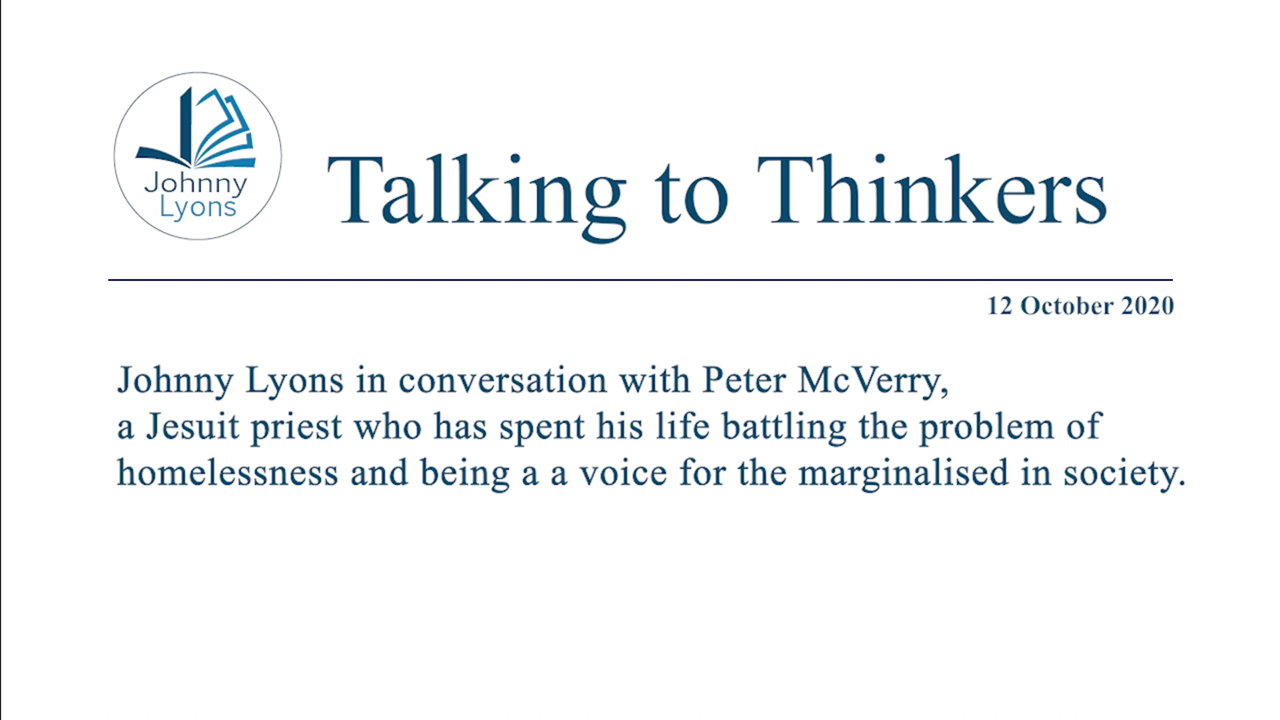 Johnny
Lyons
Talking to Thinkers
12 October 2020
Johnny Lyons in conversation with Peter McVerry,
a Jesuit priest who has spent his life battling the problem of
homelessness and being a a voice for the marginalised in society.